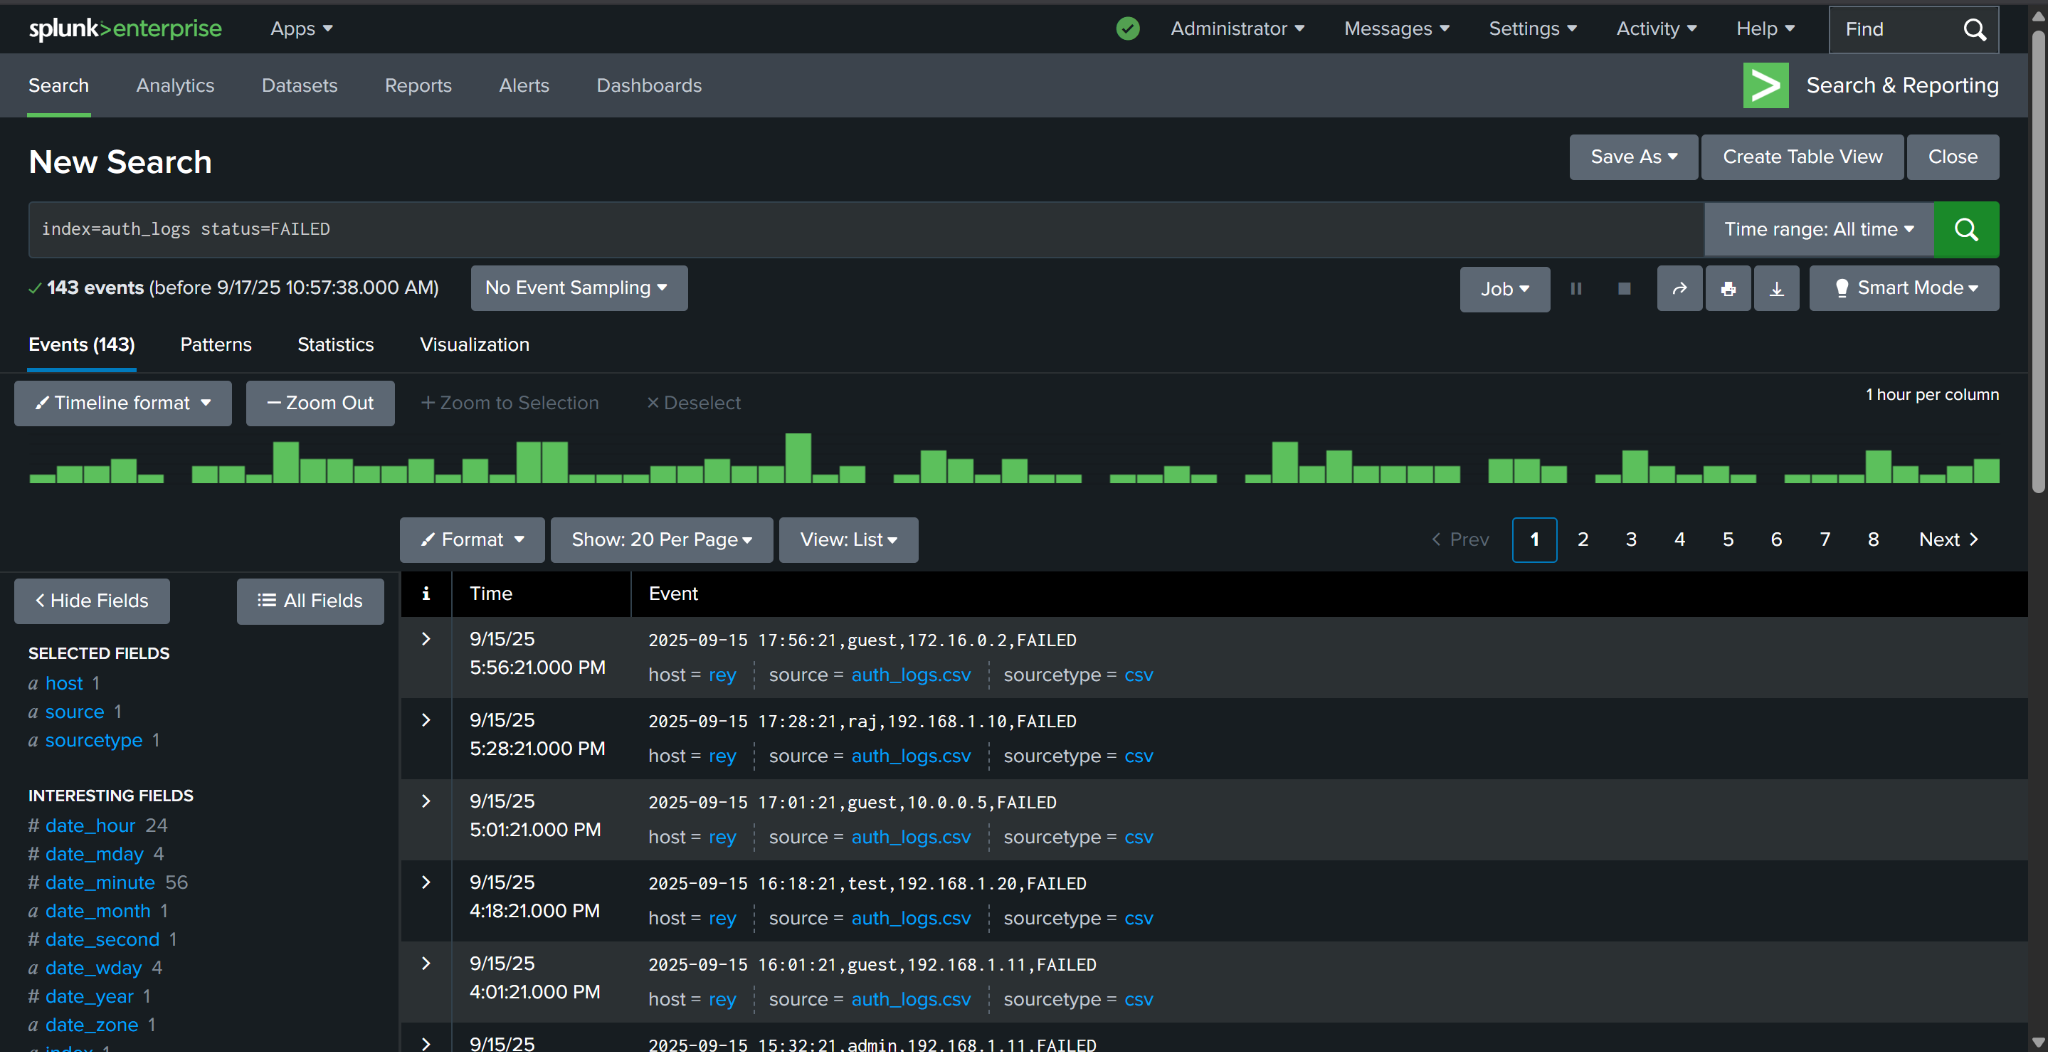 splunk>enterprise Apps Administrator Messages Settings Activity Help Find
Search Analytics Datasets Reports Alerts Dashboards Search & Reporting
New Search Save As Create Table View Close
index=auth_logs status=FAILED Time range: All time
143 events (before 9/17/25 10:57:38.000 AM) No Event Sampling Job Smart Mode
Events (143) Patterns Statistics Visualization
Timeline format Zoom Out + Zoom to Selection × Deselect 1 hour per column
Format Show: 20 Per Page View: List < Prev 1 2 3 4 5 6 7 8 Next >
< Hide Fields All Fields
SELECTED FIELDS
a host 1
a source 1
a sourcetype 1
INTERESTING FIELDS
# date_hour 24
# date_mday 4
# date_minute 56
a date_month 1
# date_second 1
a date_wday 4
# date_year 1
a date_zone 1
a index 1
i Time Event
> 9/15/25 2025-09-15 17:56:21,guest,172.16.0.2,FAILED
5:56:21.000 PM host = rey source = auth_logs.csv sourcetype = csv
> 9/15/25 2025-09-15 17:28:21,raj,192.168.1.10,FAILED
5:28:21.000 PM host = rey source = auth_logs.csv sourcetype = csv
> 9/15/25 2025-09-15 17:01:21,guest,10.0.0.5,FAILED
5:01:21.000 PM host = rey source = auth_logs.csv sourcetype = csv
> 9/15/25 2025-09-15 16:18:21,test,192.168.1.20,FAILED
4:18:21.000 PM host = rey source = auth_logs.csv sourcetype = csv
> 9/15/25 2025-09-15 16:01:21,guest,192.168.1.11,FAILED
4:01:21.000 PM host = rey source = auth_logs.csv sourcetype = csv
> 9/15/25 2025-09-15 15:32:21,admin,192.168.1.11,FAILED